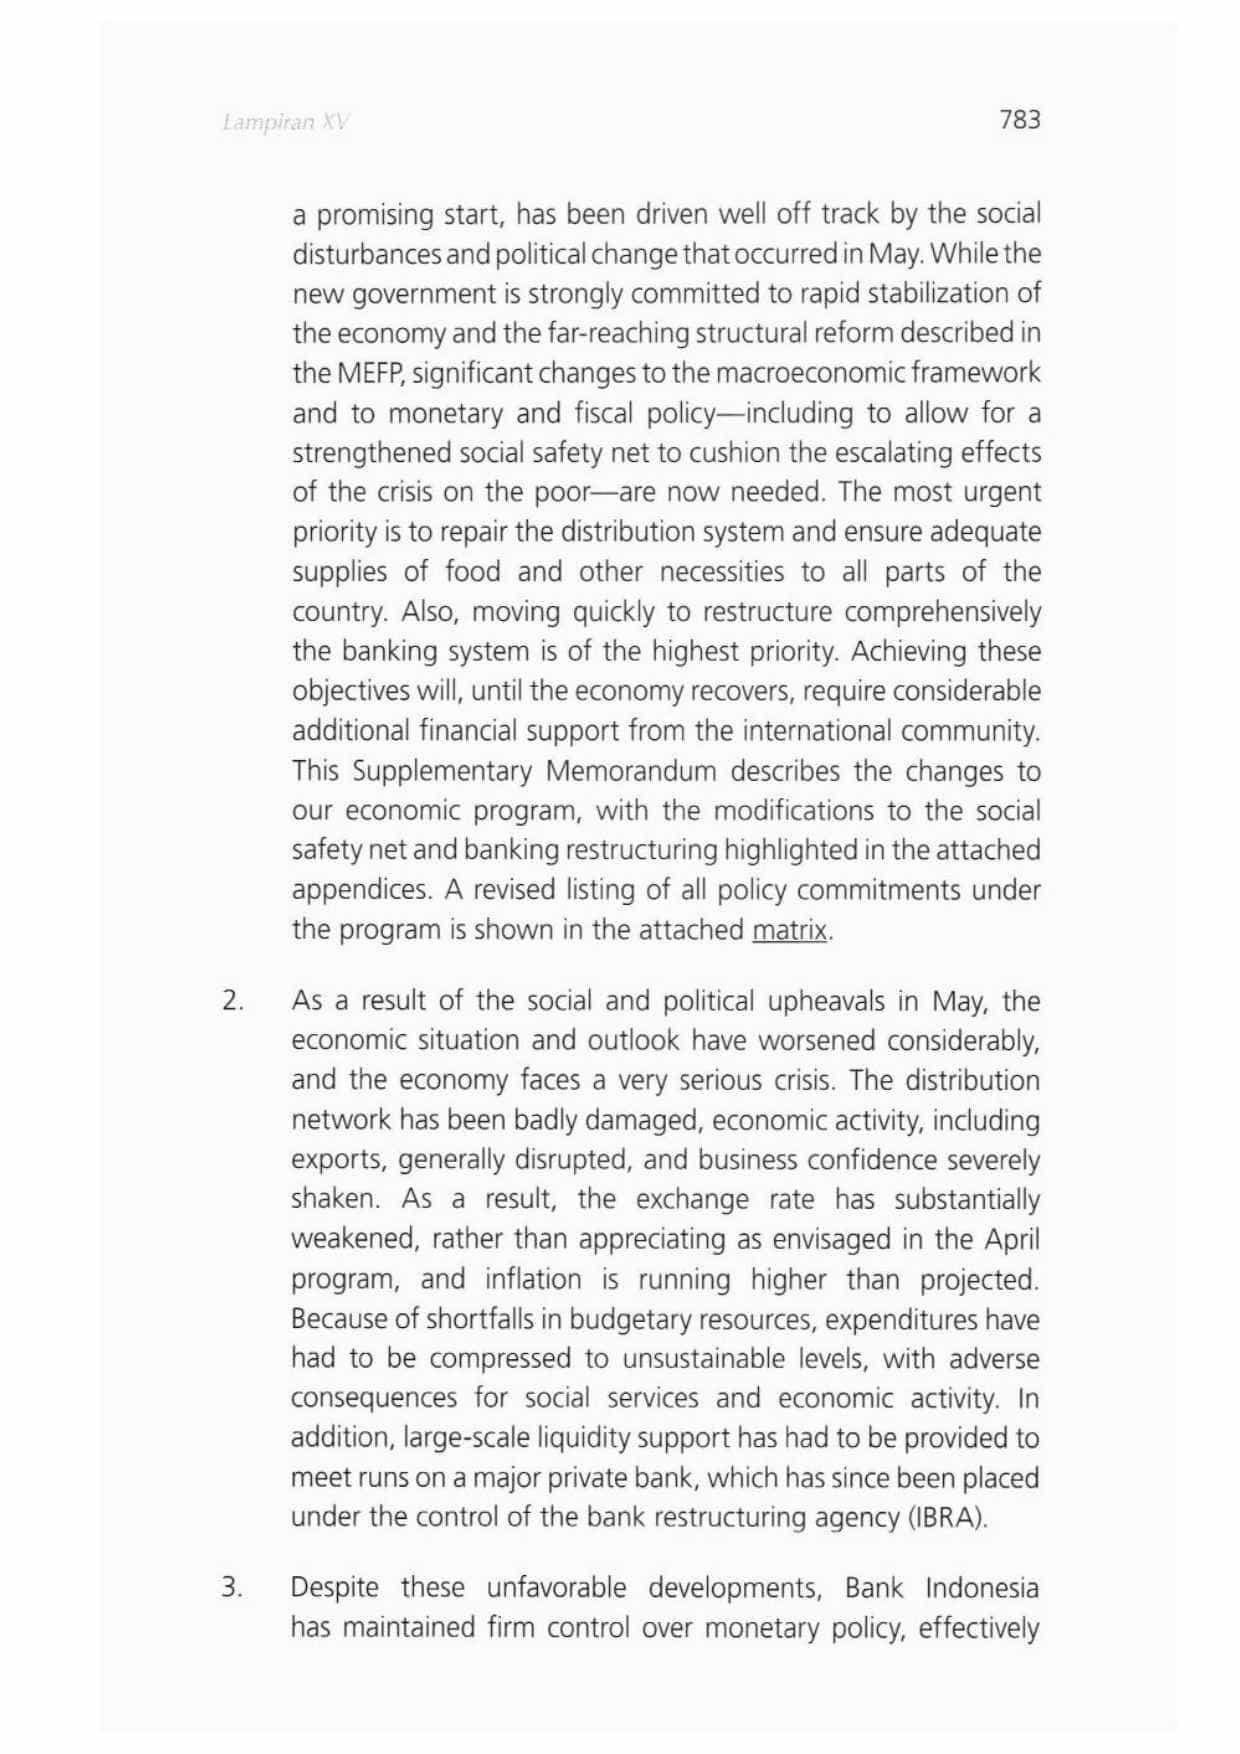 Lampiran XV
783
a promising start, has been driven well off track by the social
disturbances and political change that occurred in May. While the
new government is strongly committed to rapid stabilization of
the economy and the far-reaching structural reform described in
the MEFP, significant changes to the macroeconomic framework
and to monetary and fiscal policy—including to allow for a
strengthened social safety net to cushion the escalating effects
of the crisis on the poor—are now needed. The most urgent
priority is to repair the distribution system and ensure adequate
supplies of food and other necessities to all parts of the
country. Also, moving quickly to restructure comprehensively
the banking system is of the highest priority. Achieving these
objectives will, until the economy recovers, require considerable
additional financial support from the international community.
This Supplementary Memorandum describes the changes to
our economic program, with the modifications to the social
safety net and banking restructuring highlighted in the attached
appendices. A revised listing of all policy commitments under
the program is shown in the attached matrix.
2. As a result of the social and political upheavals in May, the
economic situation and outlook have worsened considerably,
and the economy faces a very serious crisis. The distribution
network has been badly damaged, economic activity, including
exports, generally disrupted, and business confidence severely
shaken. As a result, the exchange rate has substantially
weakened, rather than appreciating as envisaged in the April
program, and inflation is running higher than projected.
Because of shortfalls in budgetary resources, expenditures have
had to be compressed to unsustainable levels, with adverse
consequences for social services and economic activity. In
addition, large-scale liquidity support has had to be provided to
meet runs on a major private bank, which has since been placed
under the control of the bank restructuring agency (IBRA).
3. Despite these unfavorable developments, Bank Indonesia
has maintained firm control over monetary policy, effectively